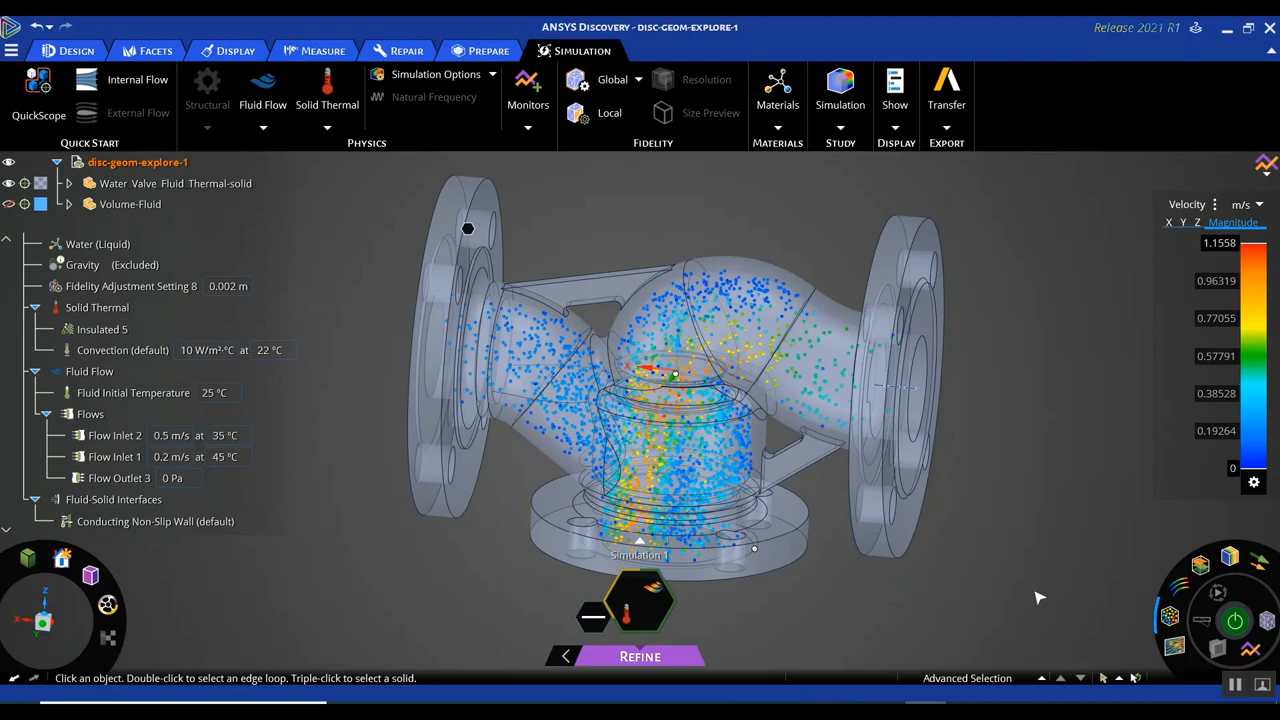 ANSYS Discovery - disc-geom-explore-1
Release 2021 R1
Design
Facets
Display
Measure
Repair
Prepare
Simulation
QuickScope
Internal Flow
External Flow
Quick Start
Structural
Fluid Flow
Solid Thermal
Simulation Options
Natural Frequency
Physics
Monitors
Global
Local
Resolution
Size Preview
Fidelity
Materials
Materials
Simulation
Study
Show
Display
Transfer
Export
disc-geom-explore-1
Water Valve Fluid Thermal-solid
Volume-Fluid
Water (Liquid)
Gravity (Excluded)
Fidelity Adjustment Setting 8 0.002 m
Solid Thermal
Insulated 5
Convection (default) 10 W/m²·°C at 22 °C
Fluid Flow
Fluid Initial Temperature 25 °C
Flows
Flow Inlet 2 0.5 m/s at 35 °C
Flow Inlet 1 0.2 m/s at 45 °C
Flow Outlet 3 0 Pa
Fluid-Solid Interfaces
Conducting Non-Slip Wall (default)
Velocity m/s
X Y Z Magnitude
1.1558
0.96319
0.77055
0.57791
0.38528
0.19264
0
X
Simulation 1
Refine
Z
X
Y
Click an object. Double-click to select an edge loop. Triple-click to select a solid.
Advanced Selection